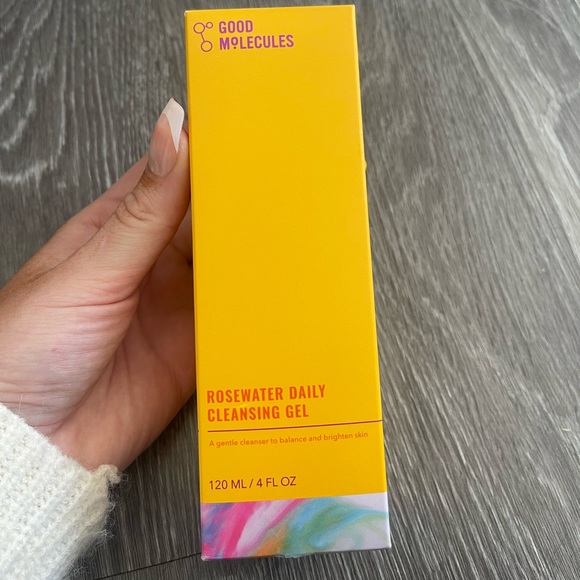 GOOD
MOLECULES
ROSEWATER DAILY
CLEANSING GEL
A gentle cleanser to balance and brighten skin
120 ML / 4 FL OZ